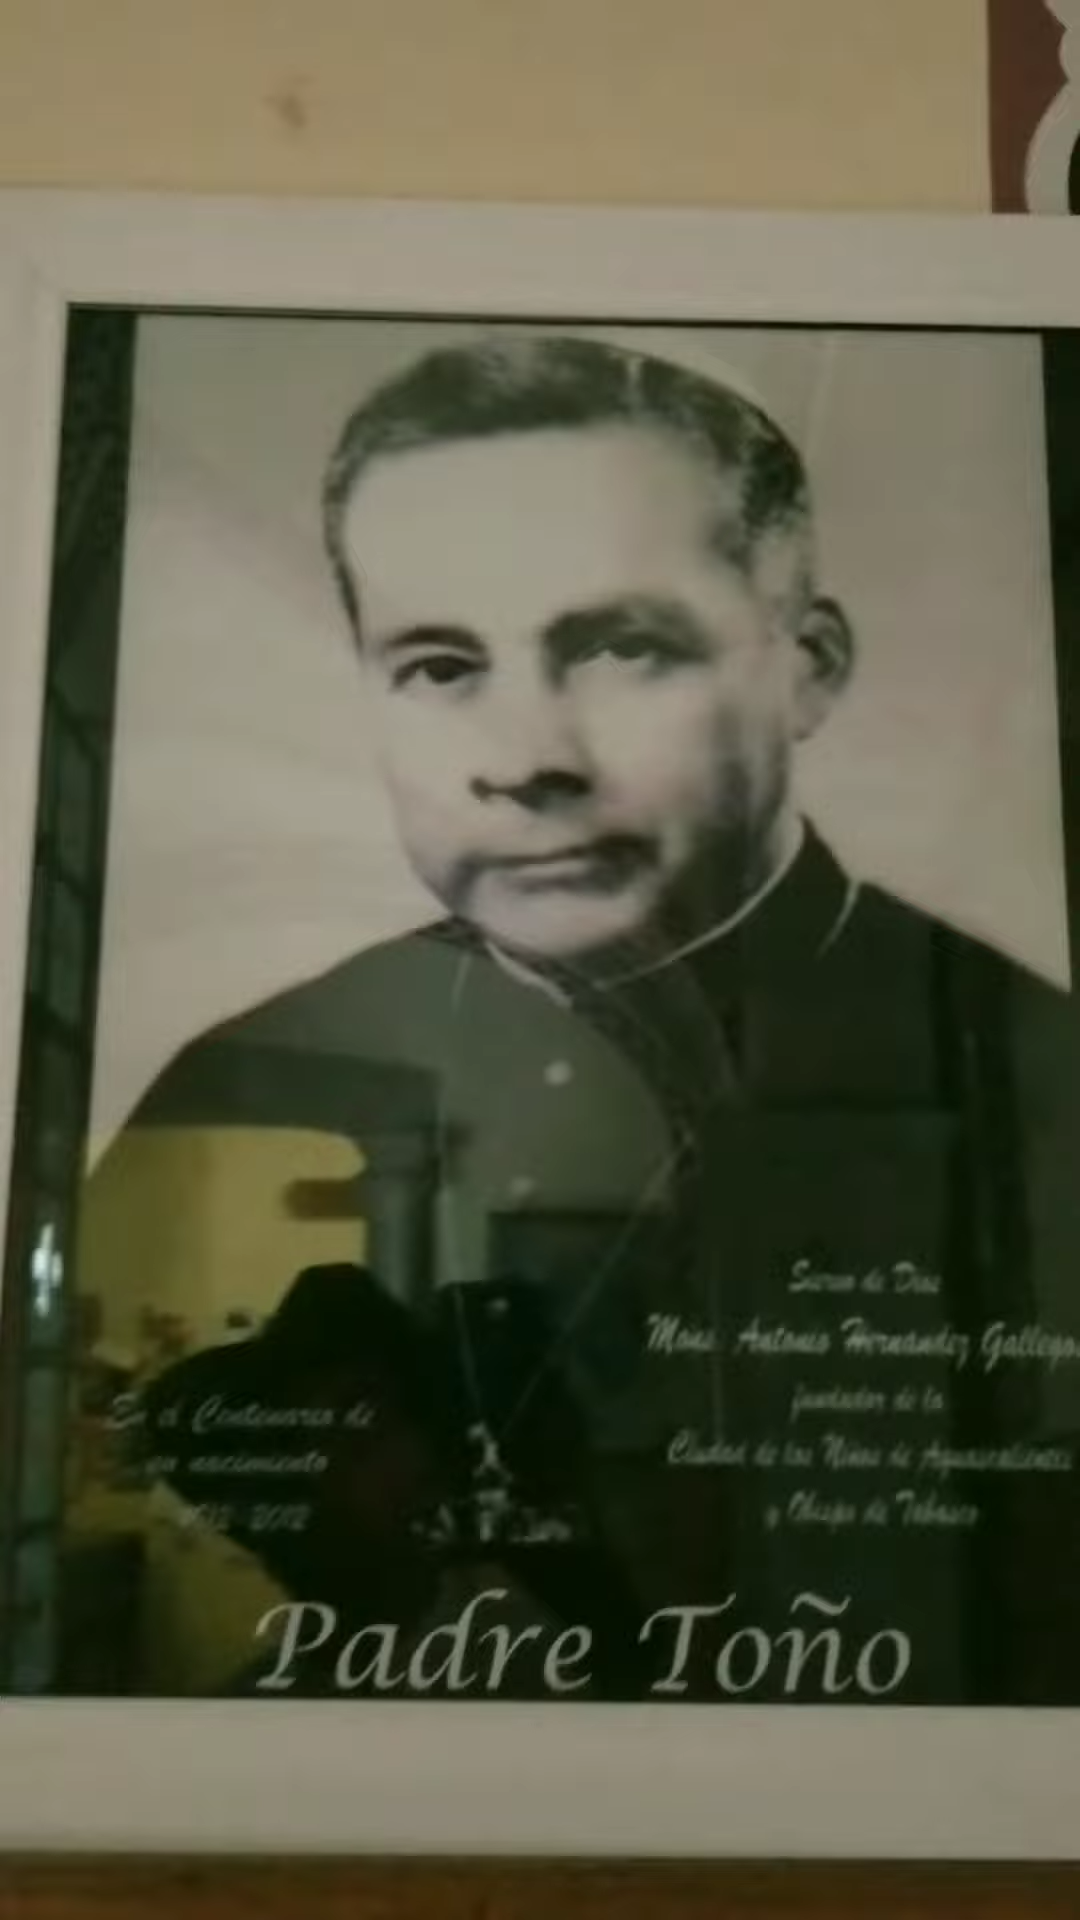 En el Centenario de
su nacimiento
1912-2012
Siervo de Dios
Mons. Antonio Hernandez Gallegos
fundador de la
Ciudad de los Niños de Aguascalientes
y Obispo de Tabasco
Padre Toño